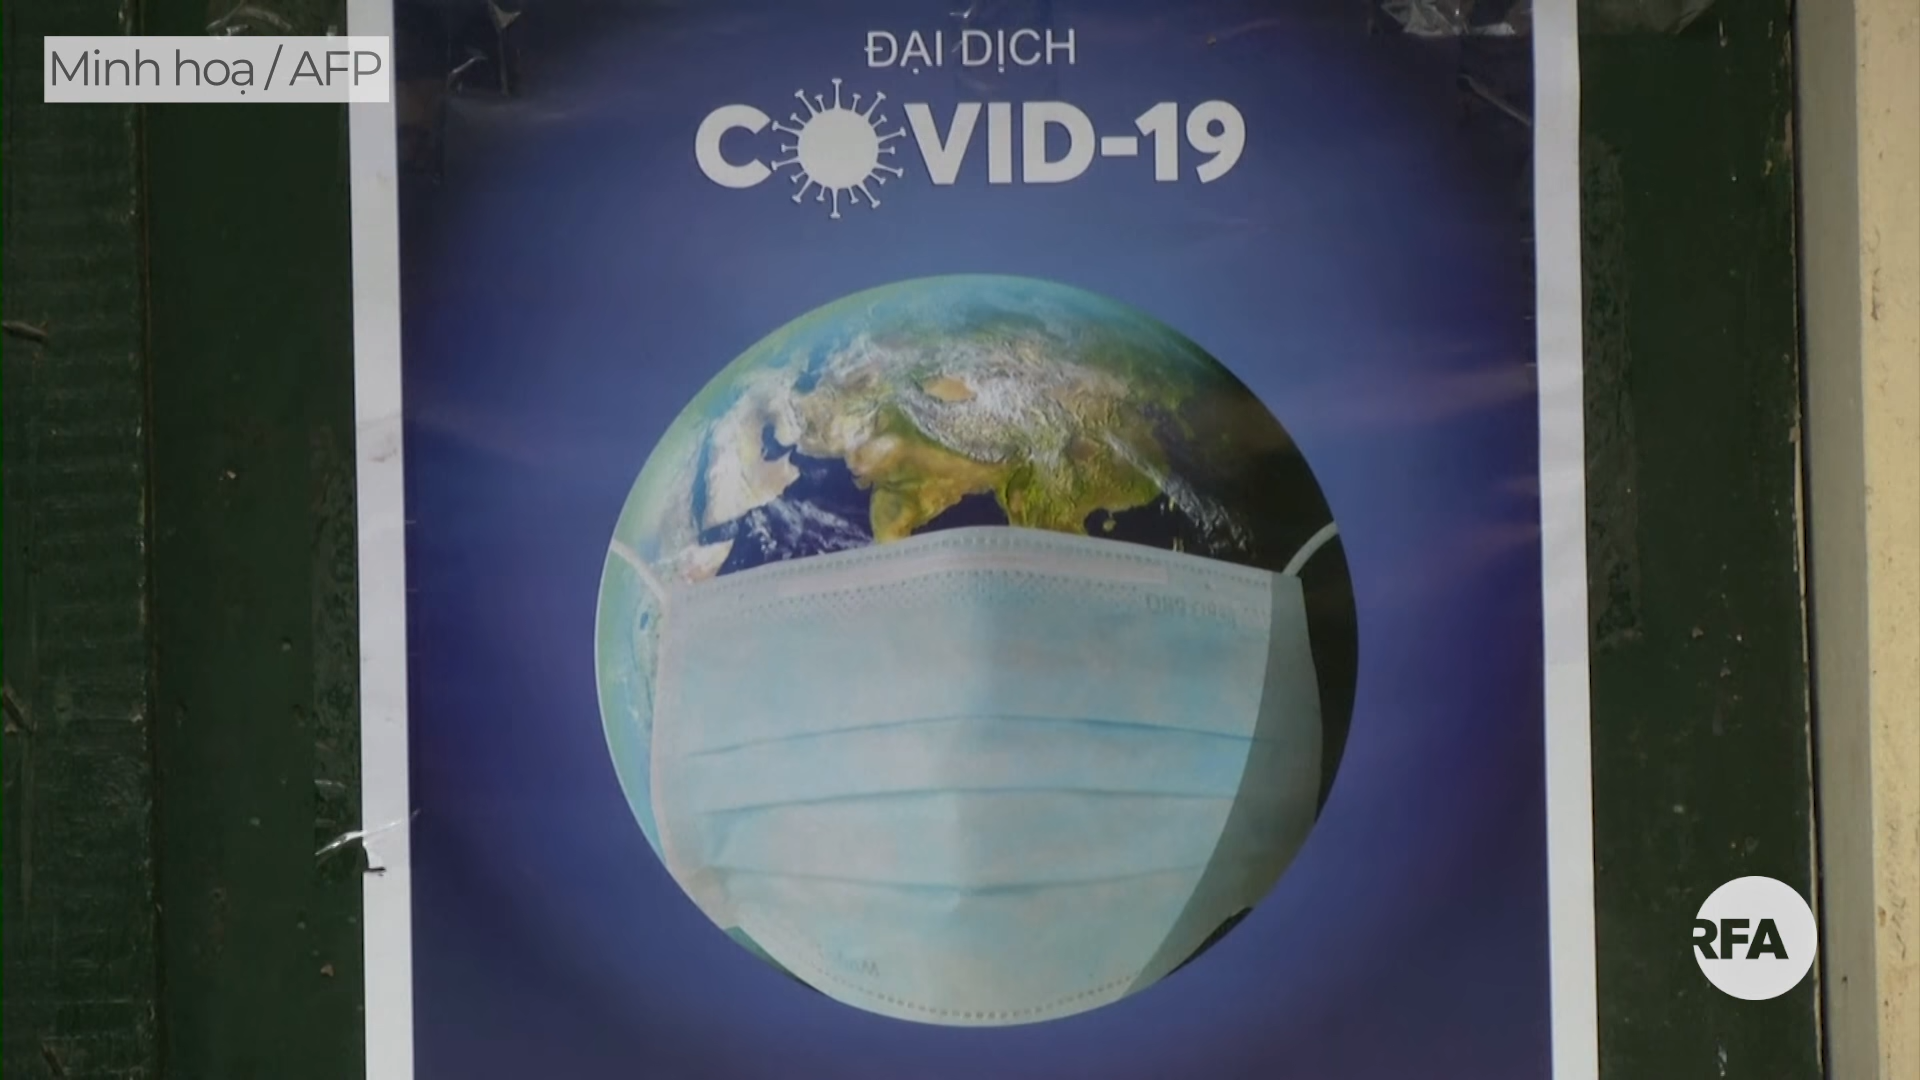 Minh hoạ / AFP
ĐẠI DỊCH
COVID-19
RFA